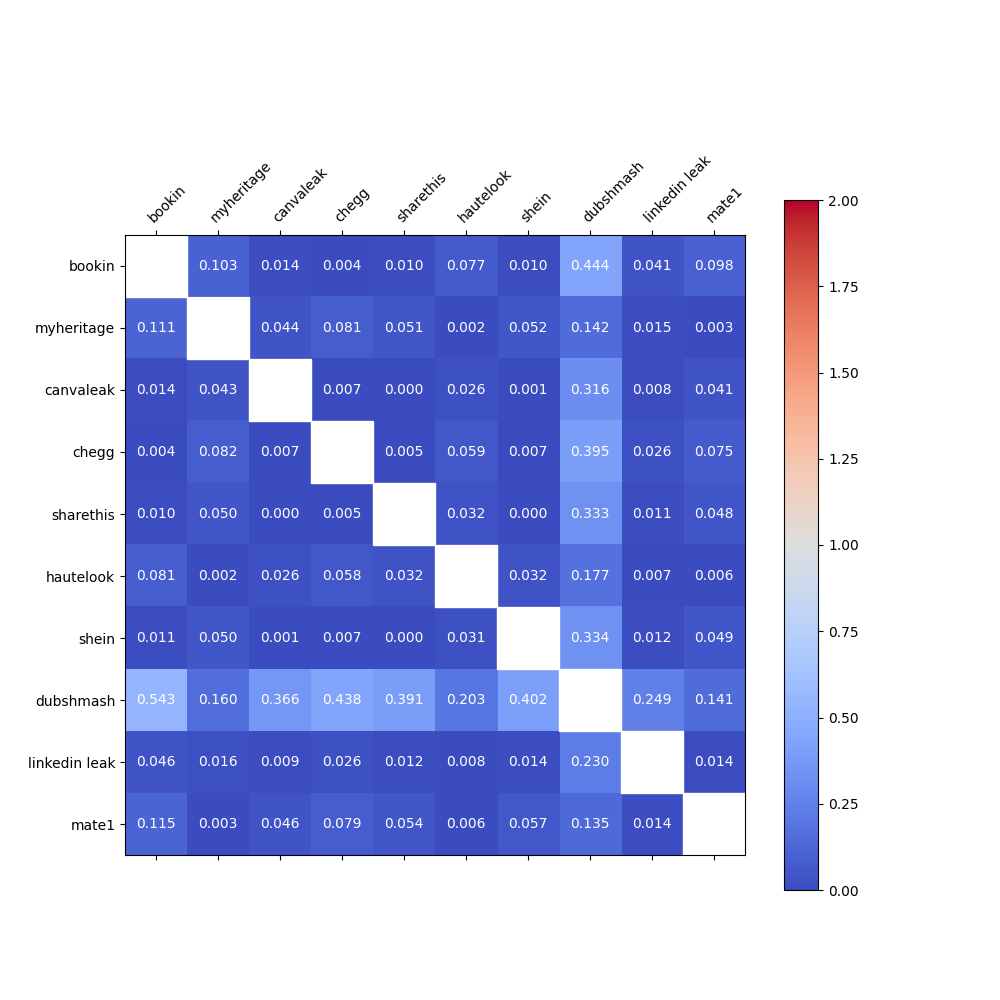 bookin myheritage canvaleak chegg sharethis hautelook shein dubshmash linkedin leak mate1
bookin 0.103 0.014 0.004 0.010 0.077 0.010 0.444 0.041 0.098
myheritage 0.111 0.044 0.081 0.051 0.002 0.052 0.142 0.015 0.003
canvaleak 0.014 0.043 0.007 0.000 0.026 0.001 0.316 0.008 0.041
chegg 0.004 0.082 0.007 0.005 0.059 0.007 0.395 0.026 0.075
sharethis 0.010 0.050 0.000 0.005 0.032 0.000 0.333 0.011 0.048
hautelook 0.081 0.002 0.026 0.058 0.032 0.032 0.177 0.007 0.006
shein 0.011 0.050 0.001 0.007 0.000 0.031 0.334 0.012 0.049
dubshmash 0.543 0.160 0.366 0.438 0.391 0.203 0.402 0.249 0.141
linkedin leak 0.046 0.016 0.009 0.026 0.012 0.008 0.014 0.230 0.014
mate1 0.115 0.003 0.046 0.079 0.054 0.006 0.057 0.135 0.014
2.00
1.75
1.50
1.25
1.00
0.75
0.50
0.25
0.00